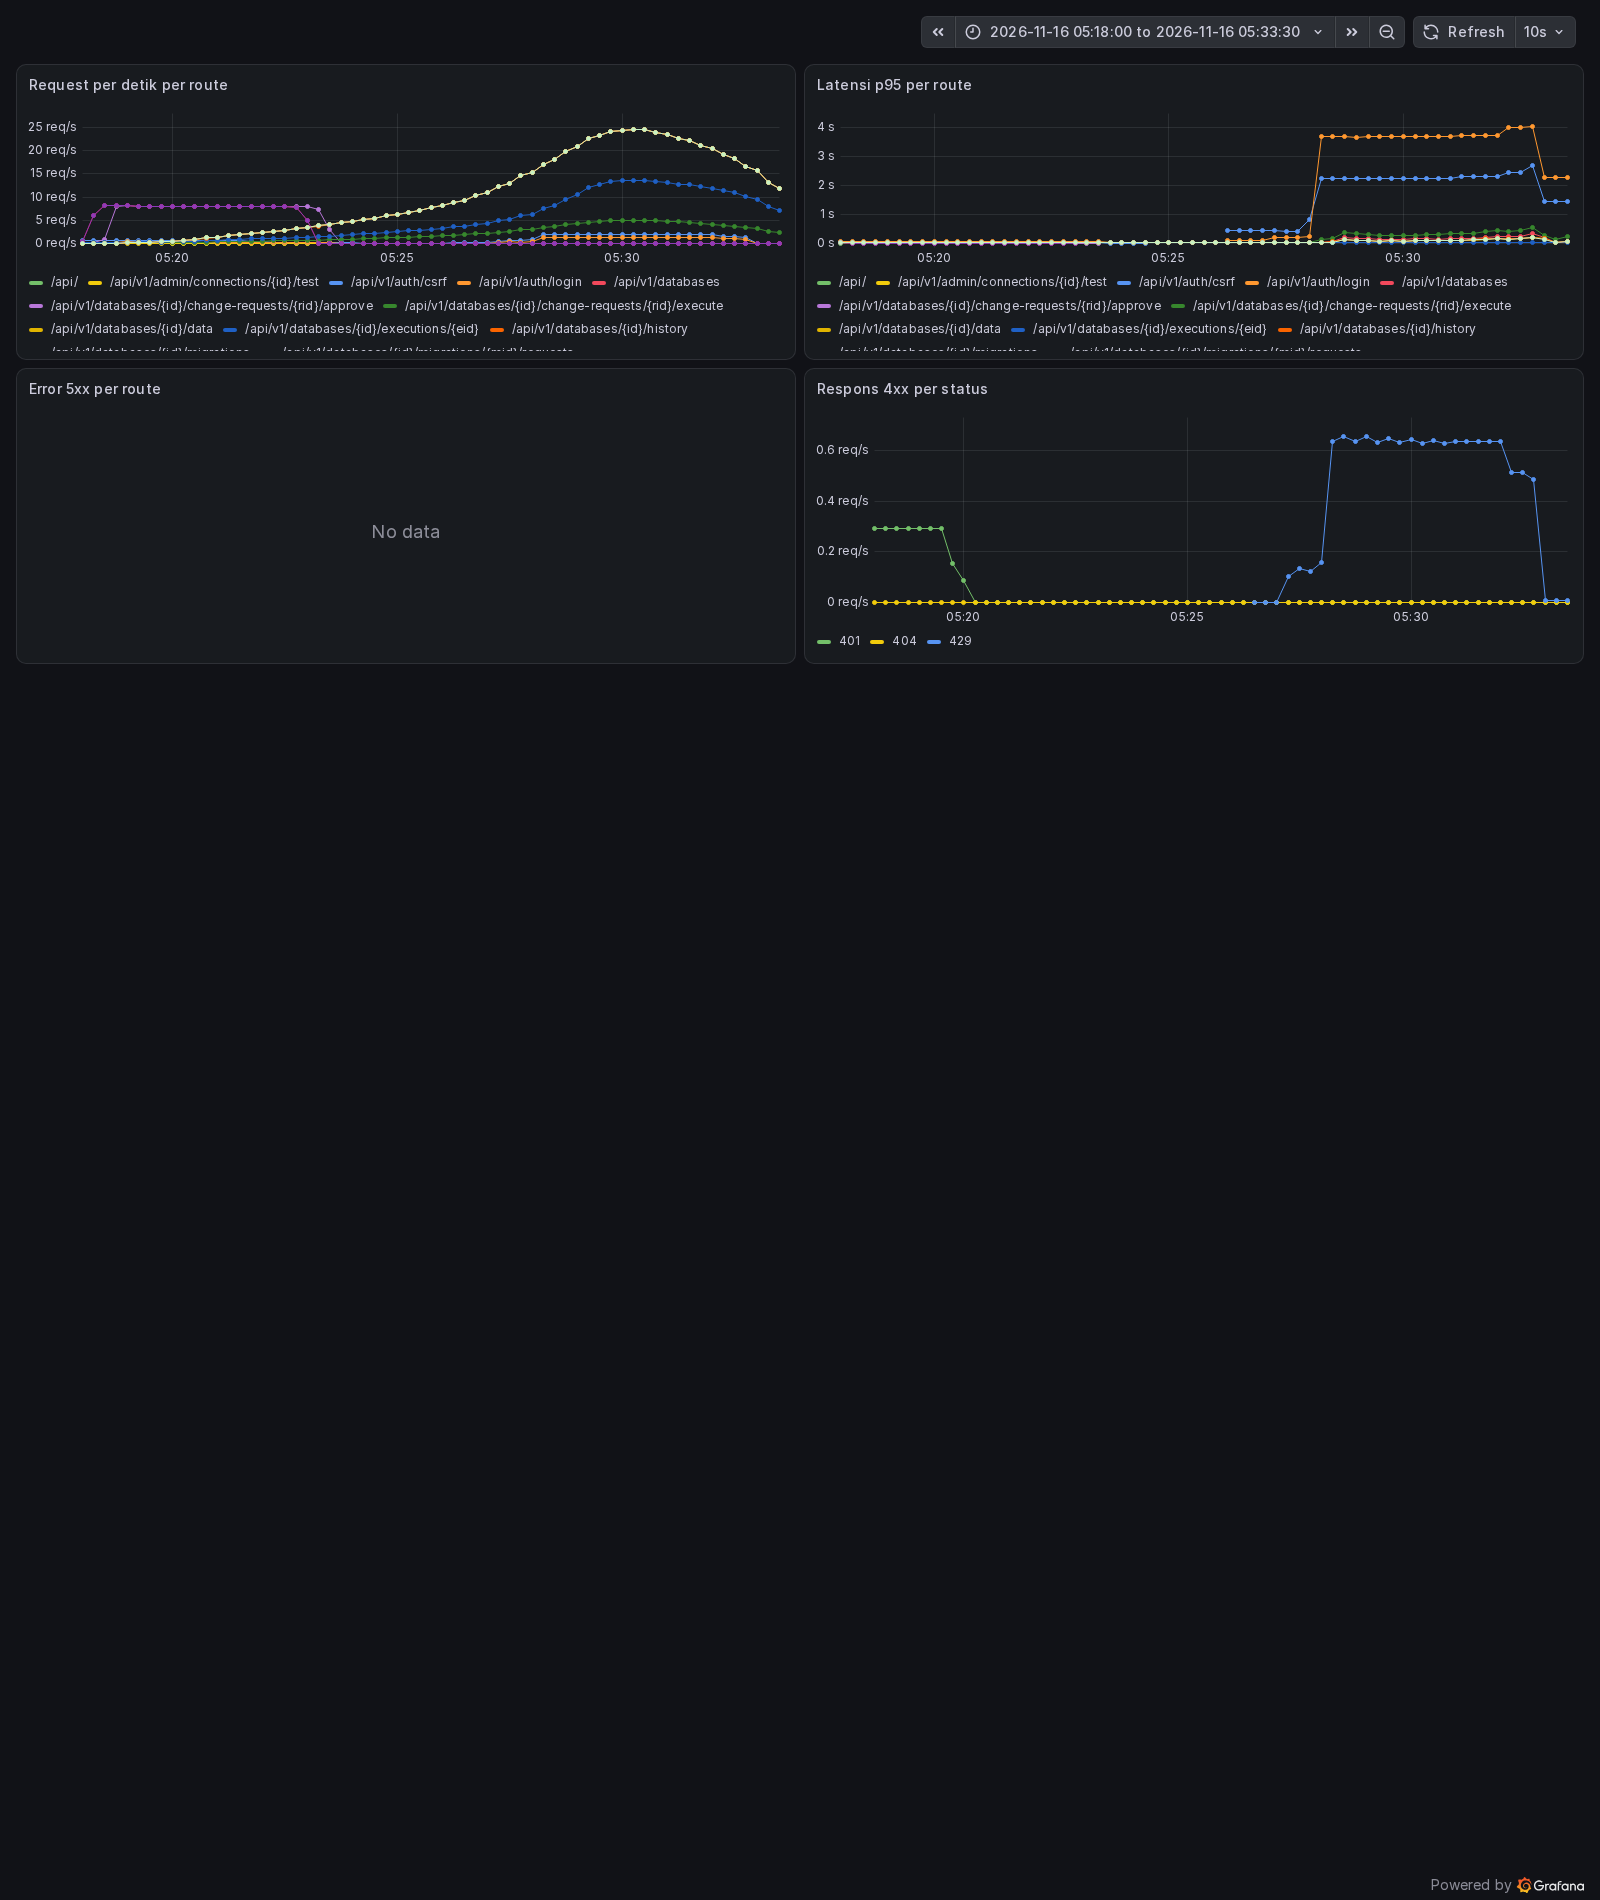 2026-11-16 05:18:00 to 2026-11-16 05:33:30 Refresh 10s
Request per detik per route
25 req/s
20 req/s
15 req/s
10 req/s
5 req/s
0 req/s
05:20 05:25 05:30
/api/ /api/v1/admin/connections/{id}/test /api/v1/auth/csrf /api/v1/auth/login /api/v1/databases
/api/v1/databases/{id}/change-requests/{rid}/approve /api/v1/databases/{id}/change-requests/{rid}/execute
/api/v1/databases/{id}/data /api/v1/databases/{id}/executions/{eid} /api/v1/databases/{id}/history
Latensi p95 per route
4 s
3 s
2 s
1 s
0 s
05:20 05:25 05:30
/api/ /api/v1/admin/connections/{id}/test /api/v1/auth/csrf /api/v1/auth/login /api/v1/databases
/api/v1/databases/{id}/change-requests/{rid}/approve /api/v1/databases/{id}/change-requests/{rid}/execute
/api/v1/databases/{id}/data /api/v1/databases/{id}/executions/{eid} /api/v1/databases/{id}/history
Error 5xx per route
No data
Respons 4xx per status
0.6 req/s
0.4 req/s
0.2 req/s
0 req/s
05:20 05:25 05:30
401 404 429
Powered by Grafana